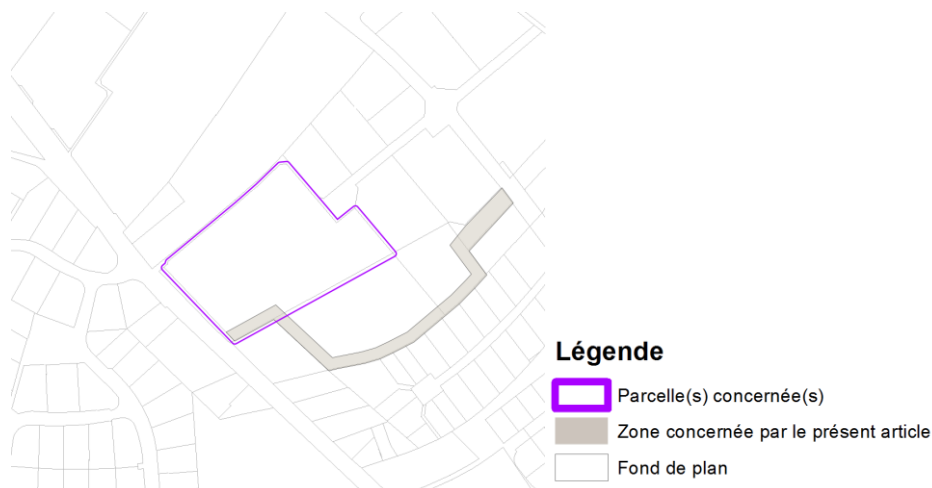 Légende
Parcelle(s) concernée(s)
Zone concernée par le présent article
Fond de plan